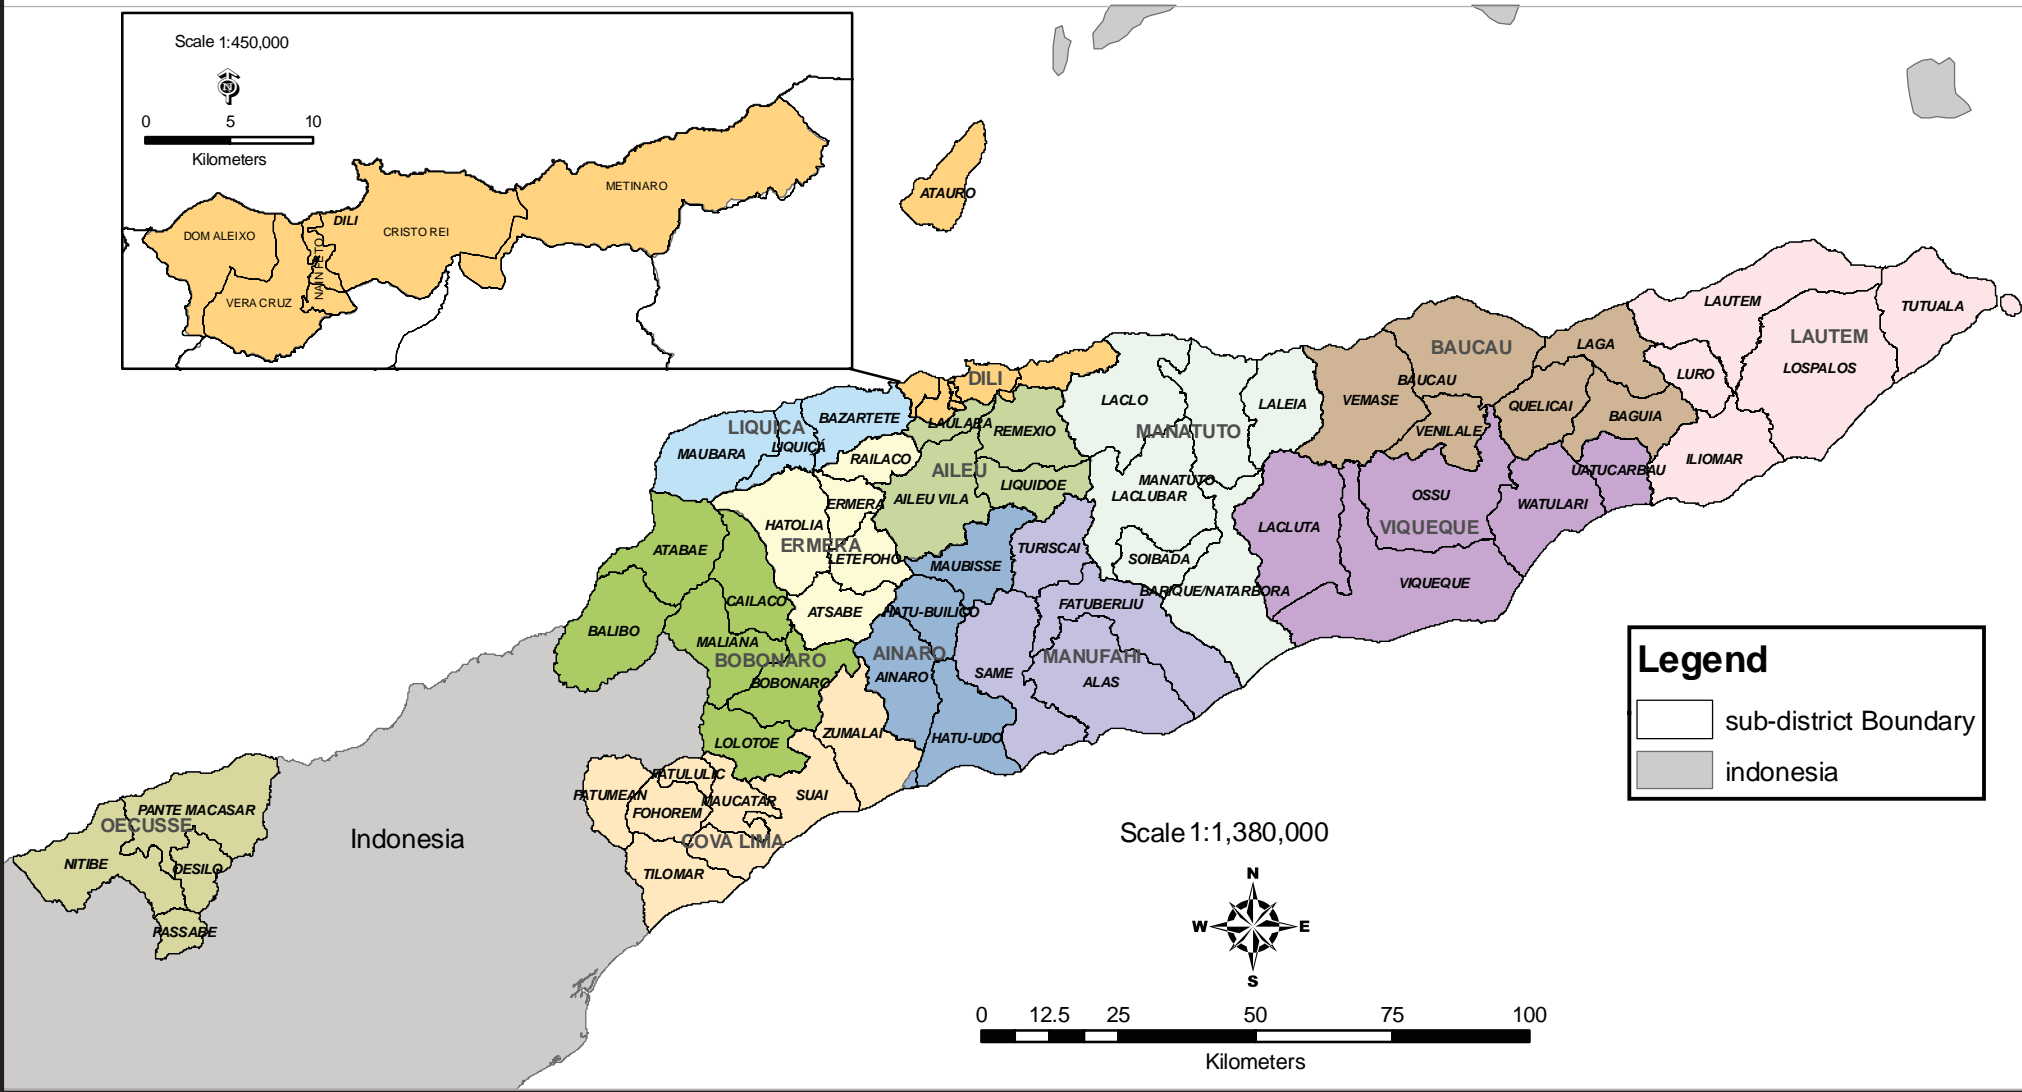 Scale 1:450,000
N
0 5 10
Kilometers
METINARO
DILI
DOM ALEIXO
CRISTO REI
NAIN FETO
VERA CRUZ
ATAURO
LAUTEM
TUTUALA
LAUTEM
LOSPALOS
LURO
ILIOMAR
BAUCAU
LAGA
BAUCAU
VEMASE
QUELICAI
BAGUIA
VENILALE
UATUCARBAU
WATULARI
OSSU
VIQUEQUE
LACLUTA
VIQUEQUE
LACLO
LALEIA
MANATUTO
MANATUTO
LACLUBAR
SOIBADA
BARIQUE/NATARBORA
DILI
LAULARA
REMEXIO
AILEU
LIQUIDOE
AILEU VILA
BAZARTETE
LIQUICA
LIQUIÇÁ
MAUBARA
RAILACO
ERMERA
HATOLIA
ERMERA
LETEFOHO
ATSABE
MAUBISSE
HATU-BUILICO
AINARO
AINARO
HATU-UDO
TURISCAI
FATUBERLIU
MANUFAHI
SAME
ALAS
ATABAE
CAILACO
BALIBO
MALIANA
BOBONARO
BOBONARO
LOLOTOE
ZUMALAI
FATULULIC
FATUMEAN
MAUCATAR
SUAI
FOHOREM
COVA LIMA
TILOMAR
PANTE MACASAR
OECUSSE
NITIBE
OESILO
PASSABE
Indonesia
Legend
sub-district Boundary
indonesia
Scale 1:1,380,000
N
W E
S
0 12.5 25 50 75 100
Kilometers